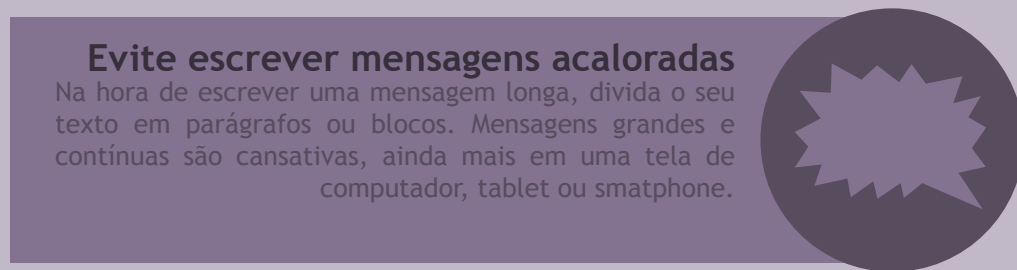 Evite escrever mensagens acaloradas
Na hora de escrever uma mensagem longa, divida o seu
texto em parágrafos ou blocos. Mensagens grandes e
contínuas são cansativas, ainda mais em uma tela de
computador, tablet ou smatphone.